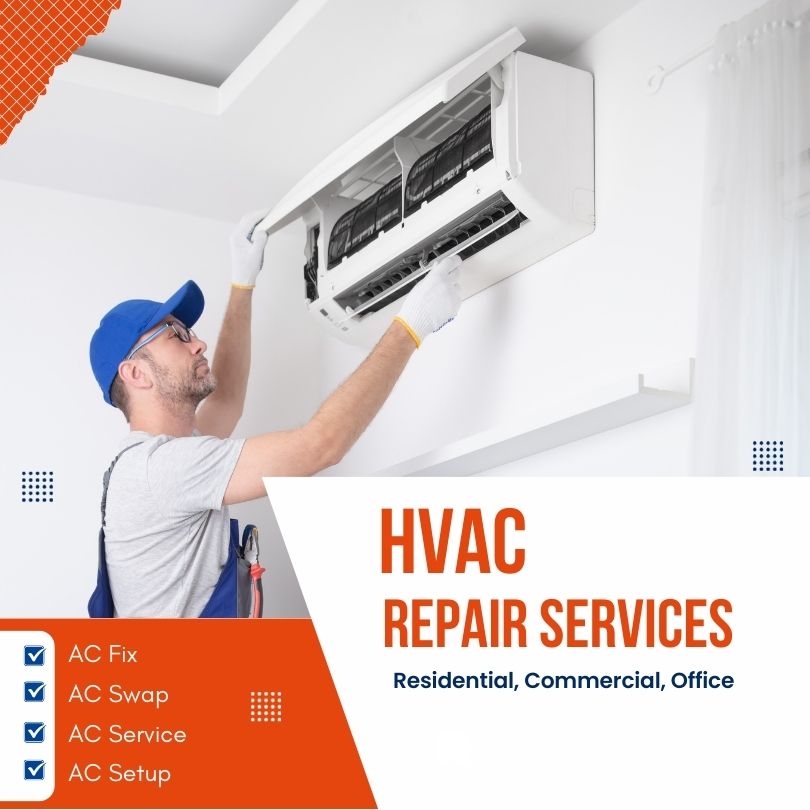 HVAC
REPAIR SERVICES
Residential, Commercial, Office
AC Fix
AC Swap
AC Service
AC Setup